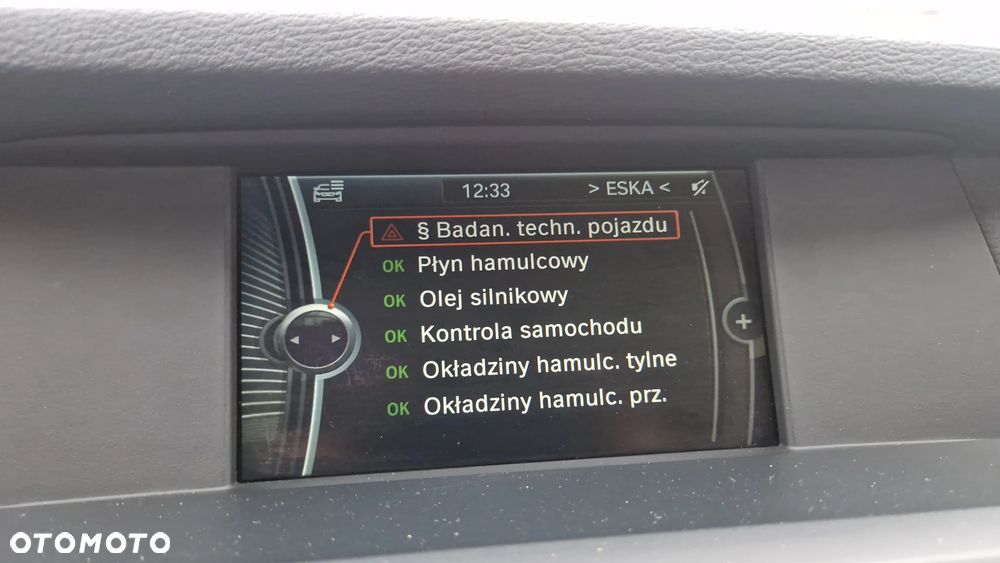 12:33 > ESKA <
§ Badan. techn. pojazdu
OK Płyn hamulcowy
OK Olej silnikowy
OK Kontrola samochodu
OK Okładziny hamulc. tylne
OK Okładziny hamulc. prz.
OTOMOTO